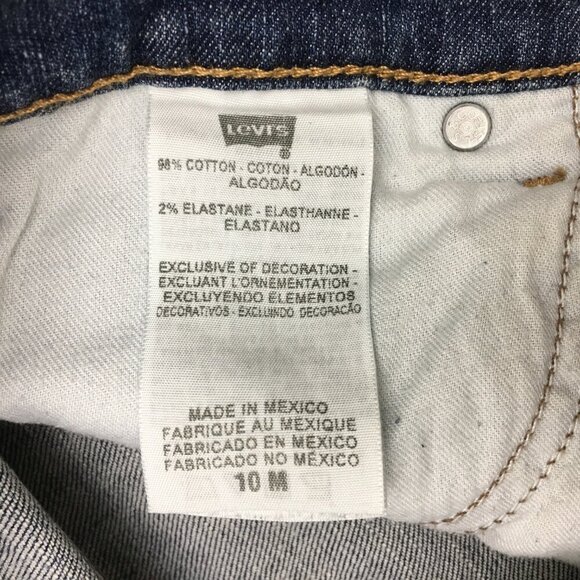 Levi's
®
98% COTTON - COTON - ALGODÓN -
ALGODÃO
2% ELASTANE - ELASTHANNE -
ELASTANO
EXCLUSIVE OF DECORATION -
EXCLUANT L'ORNEMENTATION -
EXCLUYENDO ELEMENTOS
DECORATIVOS - EXCLUINDO DECORAÇÃO
MADE IN MEXICO
FABRIQUE AU MEXIQUE
FABRICADO EN MÉXICO
FABRICADO NO MÉXICO
10 M